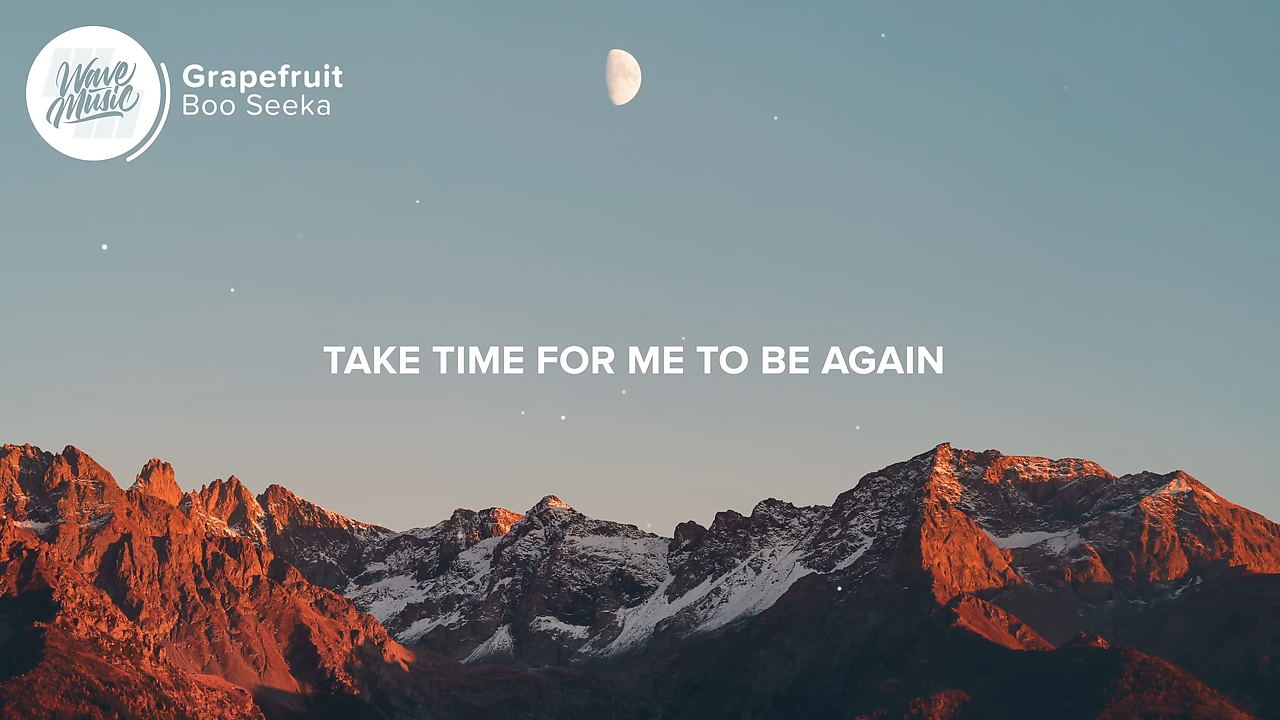 Wave
Music
Grapefruit
Boo Seeka
TAKE TIME FOR ME TO BE AGAIN